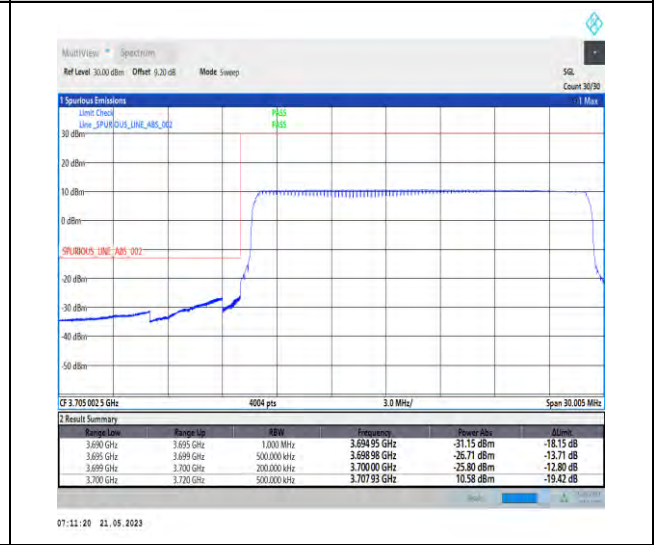 MultiView Spectrum
Ref Level 30.00 dBm Offset 9.20 dB Mode Sweep SGL
Count 30/30
1 Spurious Emissions 1 Max
Limit Check PASS
Line _SPURIOUS_LINE_ABS_002 PASS
30 dBm
20 dBm
10 dBm
0 dBm
SPURIOUS_LINE_ABS_002
-20 dBm
-30 dBm
-40 dBm
-50 dBm
CF 3.705 002 5 GHz 4004 pts 3.0 MHz/ Span 30.005 MHz
2 Result Summary
Range Low Range Up RBW Frequency Power Abs ΔLimit
3.690 GHz 3.695 GHz 1.000 MHz 3.694 95 GHz -31.15 dBm -18.15 dB
3.695 GHz 3.699 GHz 500.000 kHz 3.698 98 GHz -26.71 dBm -13.71 dB
3.699 GHz 3.700 GHz 200.000 kHz 3.700 00 GHz -25.80 dBm -12.80 dB
3.700 GHz 3.720 GHz 500.000 kHz 3.707 93 GHz 10.58 dBm -19.42 dB
07:11:20 21.05.2023